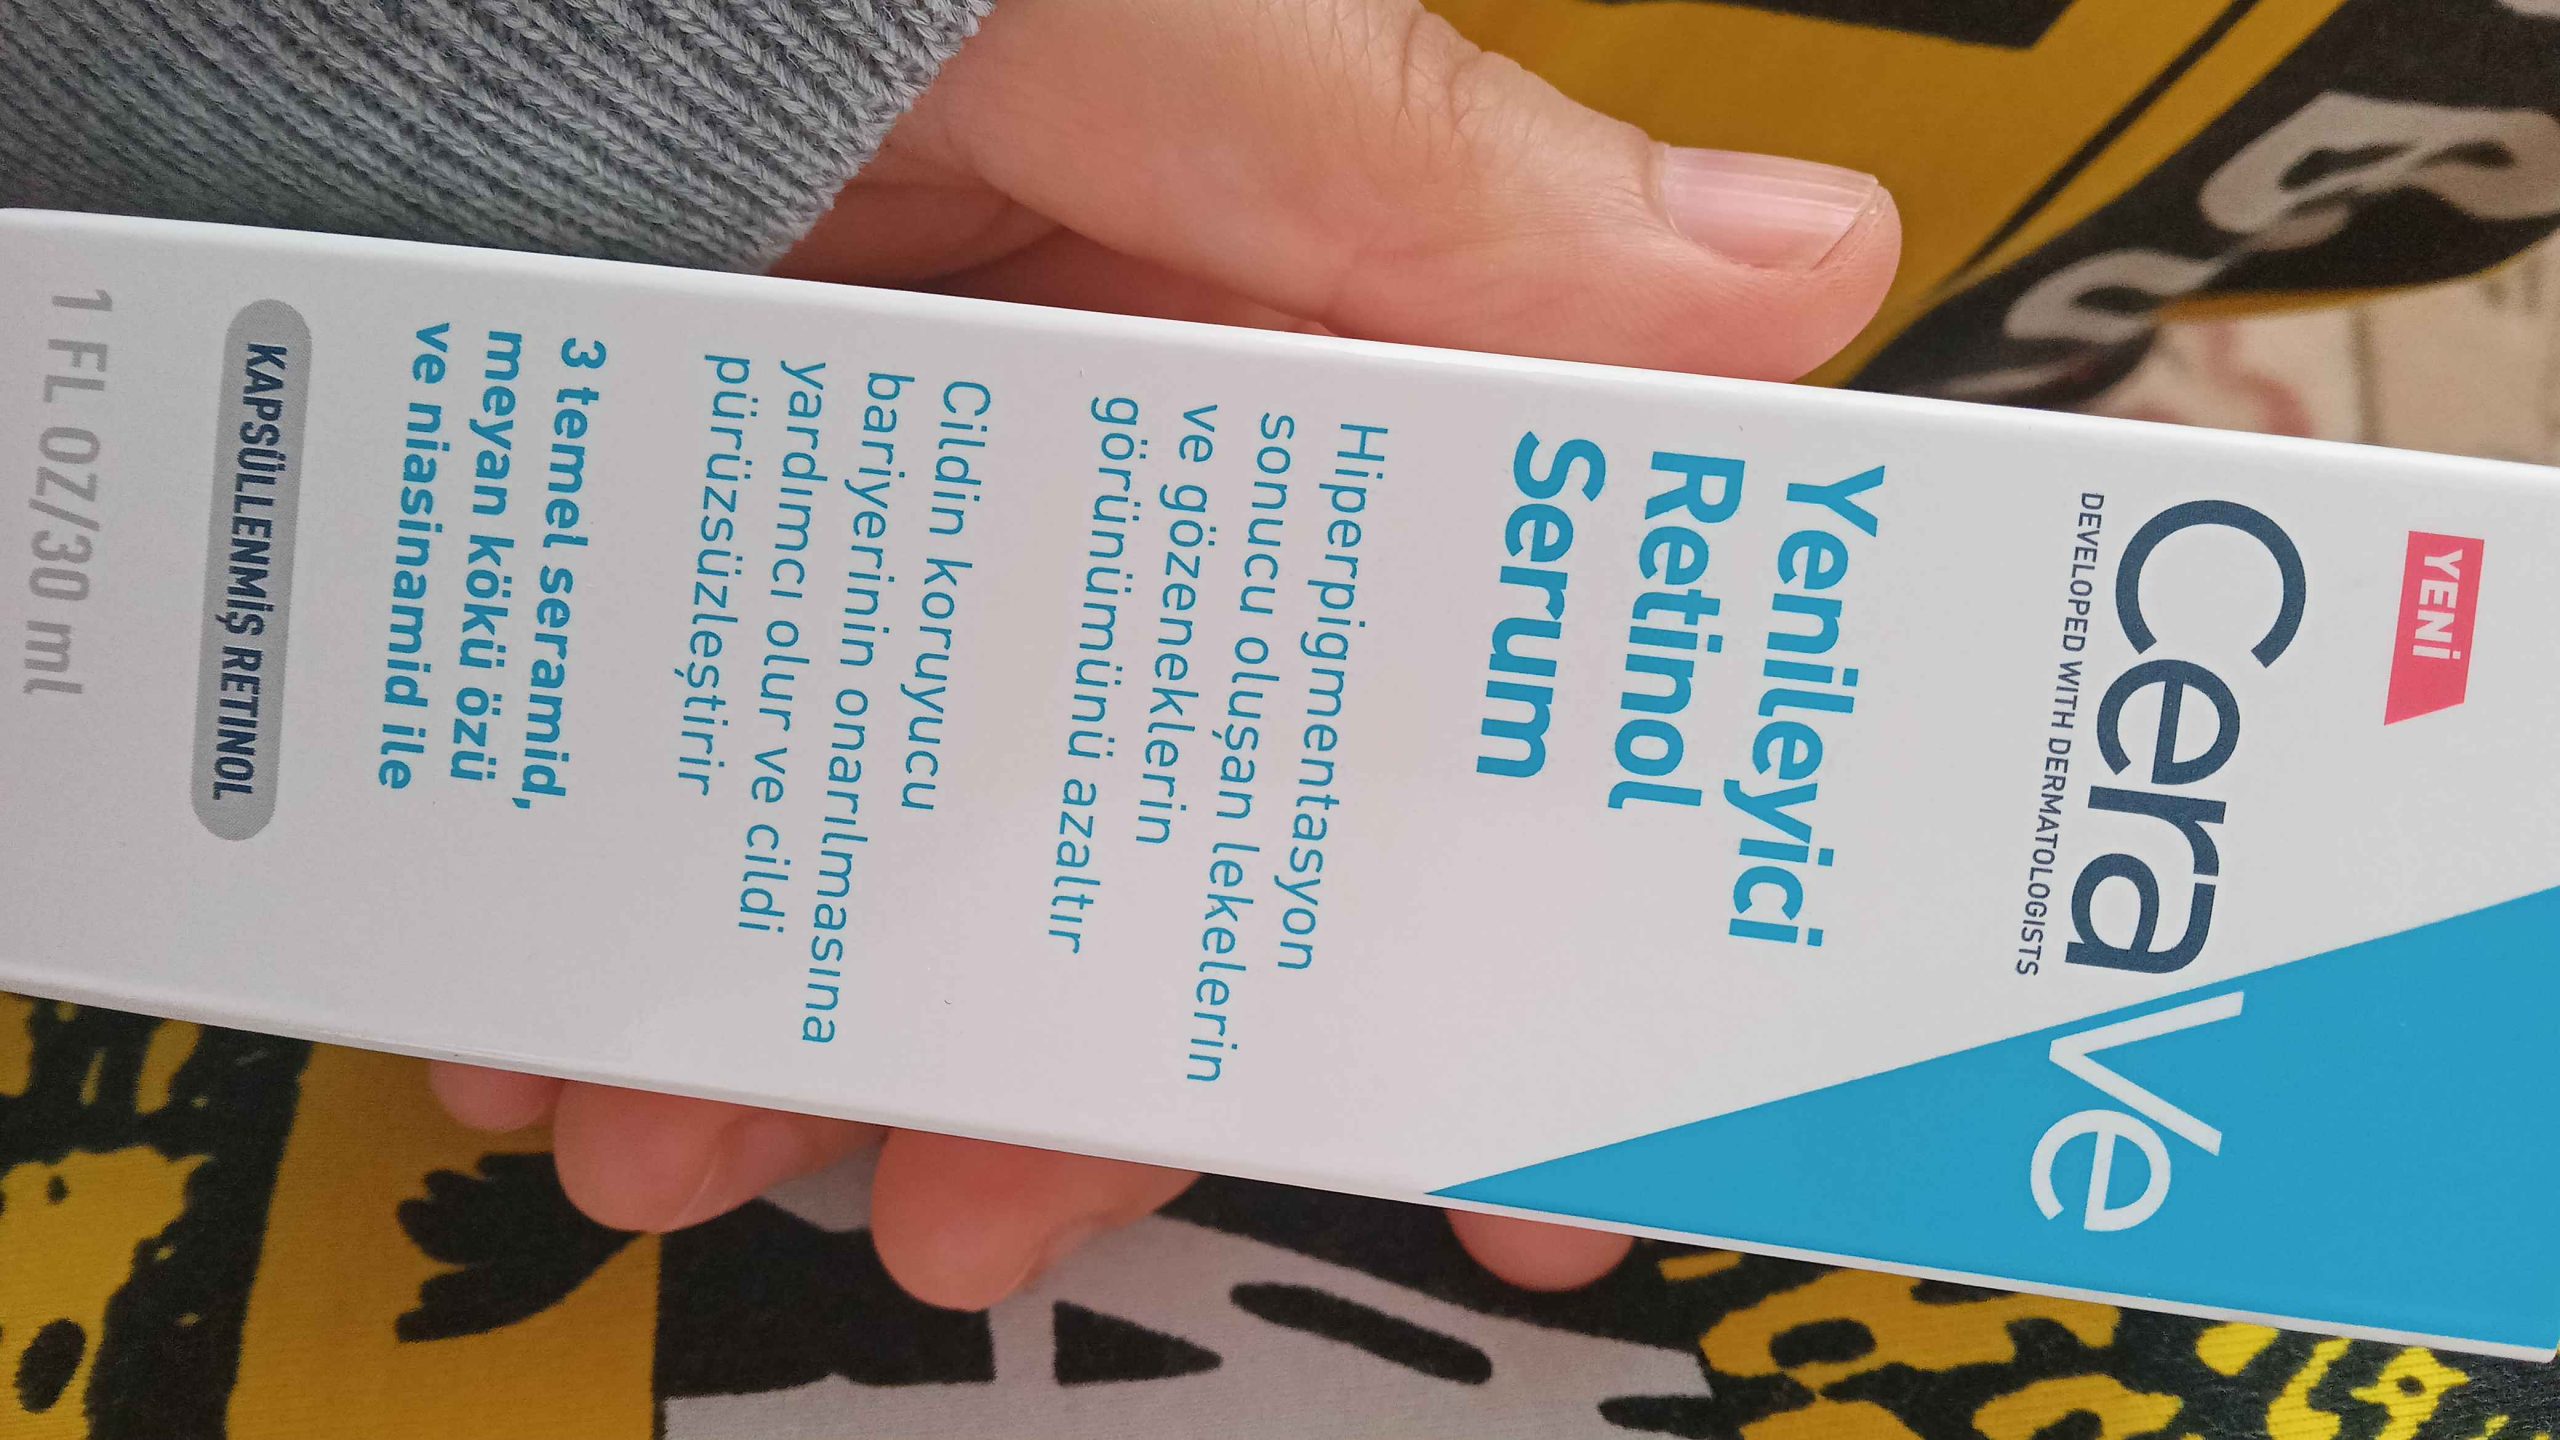 YENİ
CeraVe
DEVELOPED WITH DERMATOLOGISTS
Yenileyici
Retinol
Serum
Hiperpigmentasyon
sonucu oluşan lekelerin
ve gözeneklerin
görünümünü azaltır
Cildin koruyucu
bariyerinin onarılmasına
yardımcı olur ve cildi
pürüzsüzleştirir
3 temel seramid,
meyan kökü özü
ve niasinamid ile
KAPSÜLLENMİŞ RETINOL
1 FL OZ/30 ml